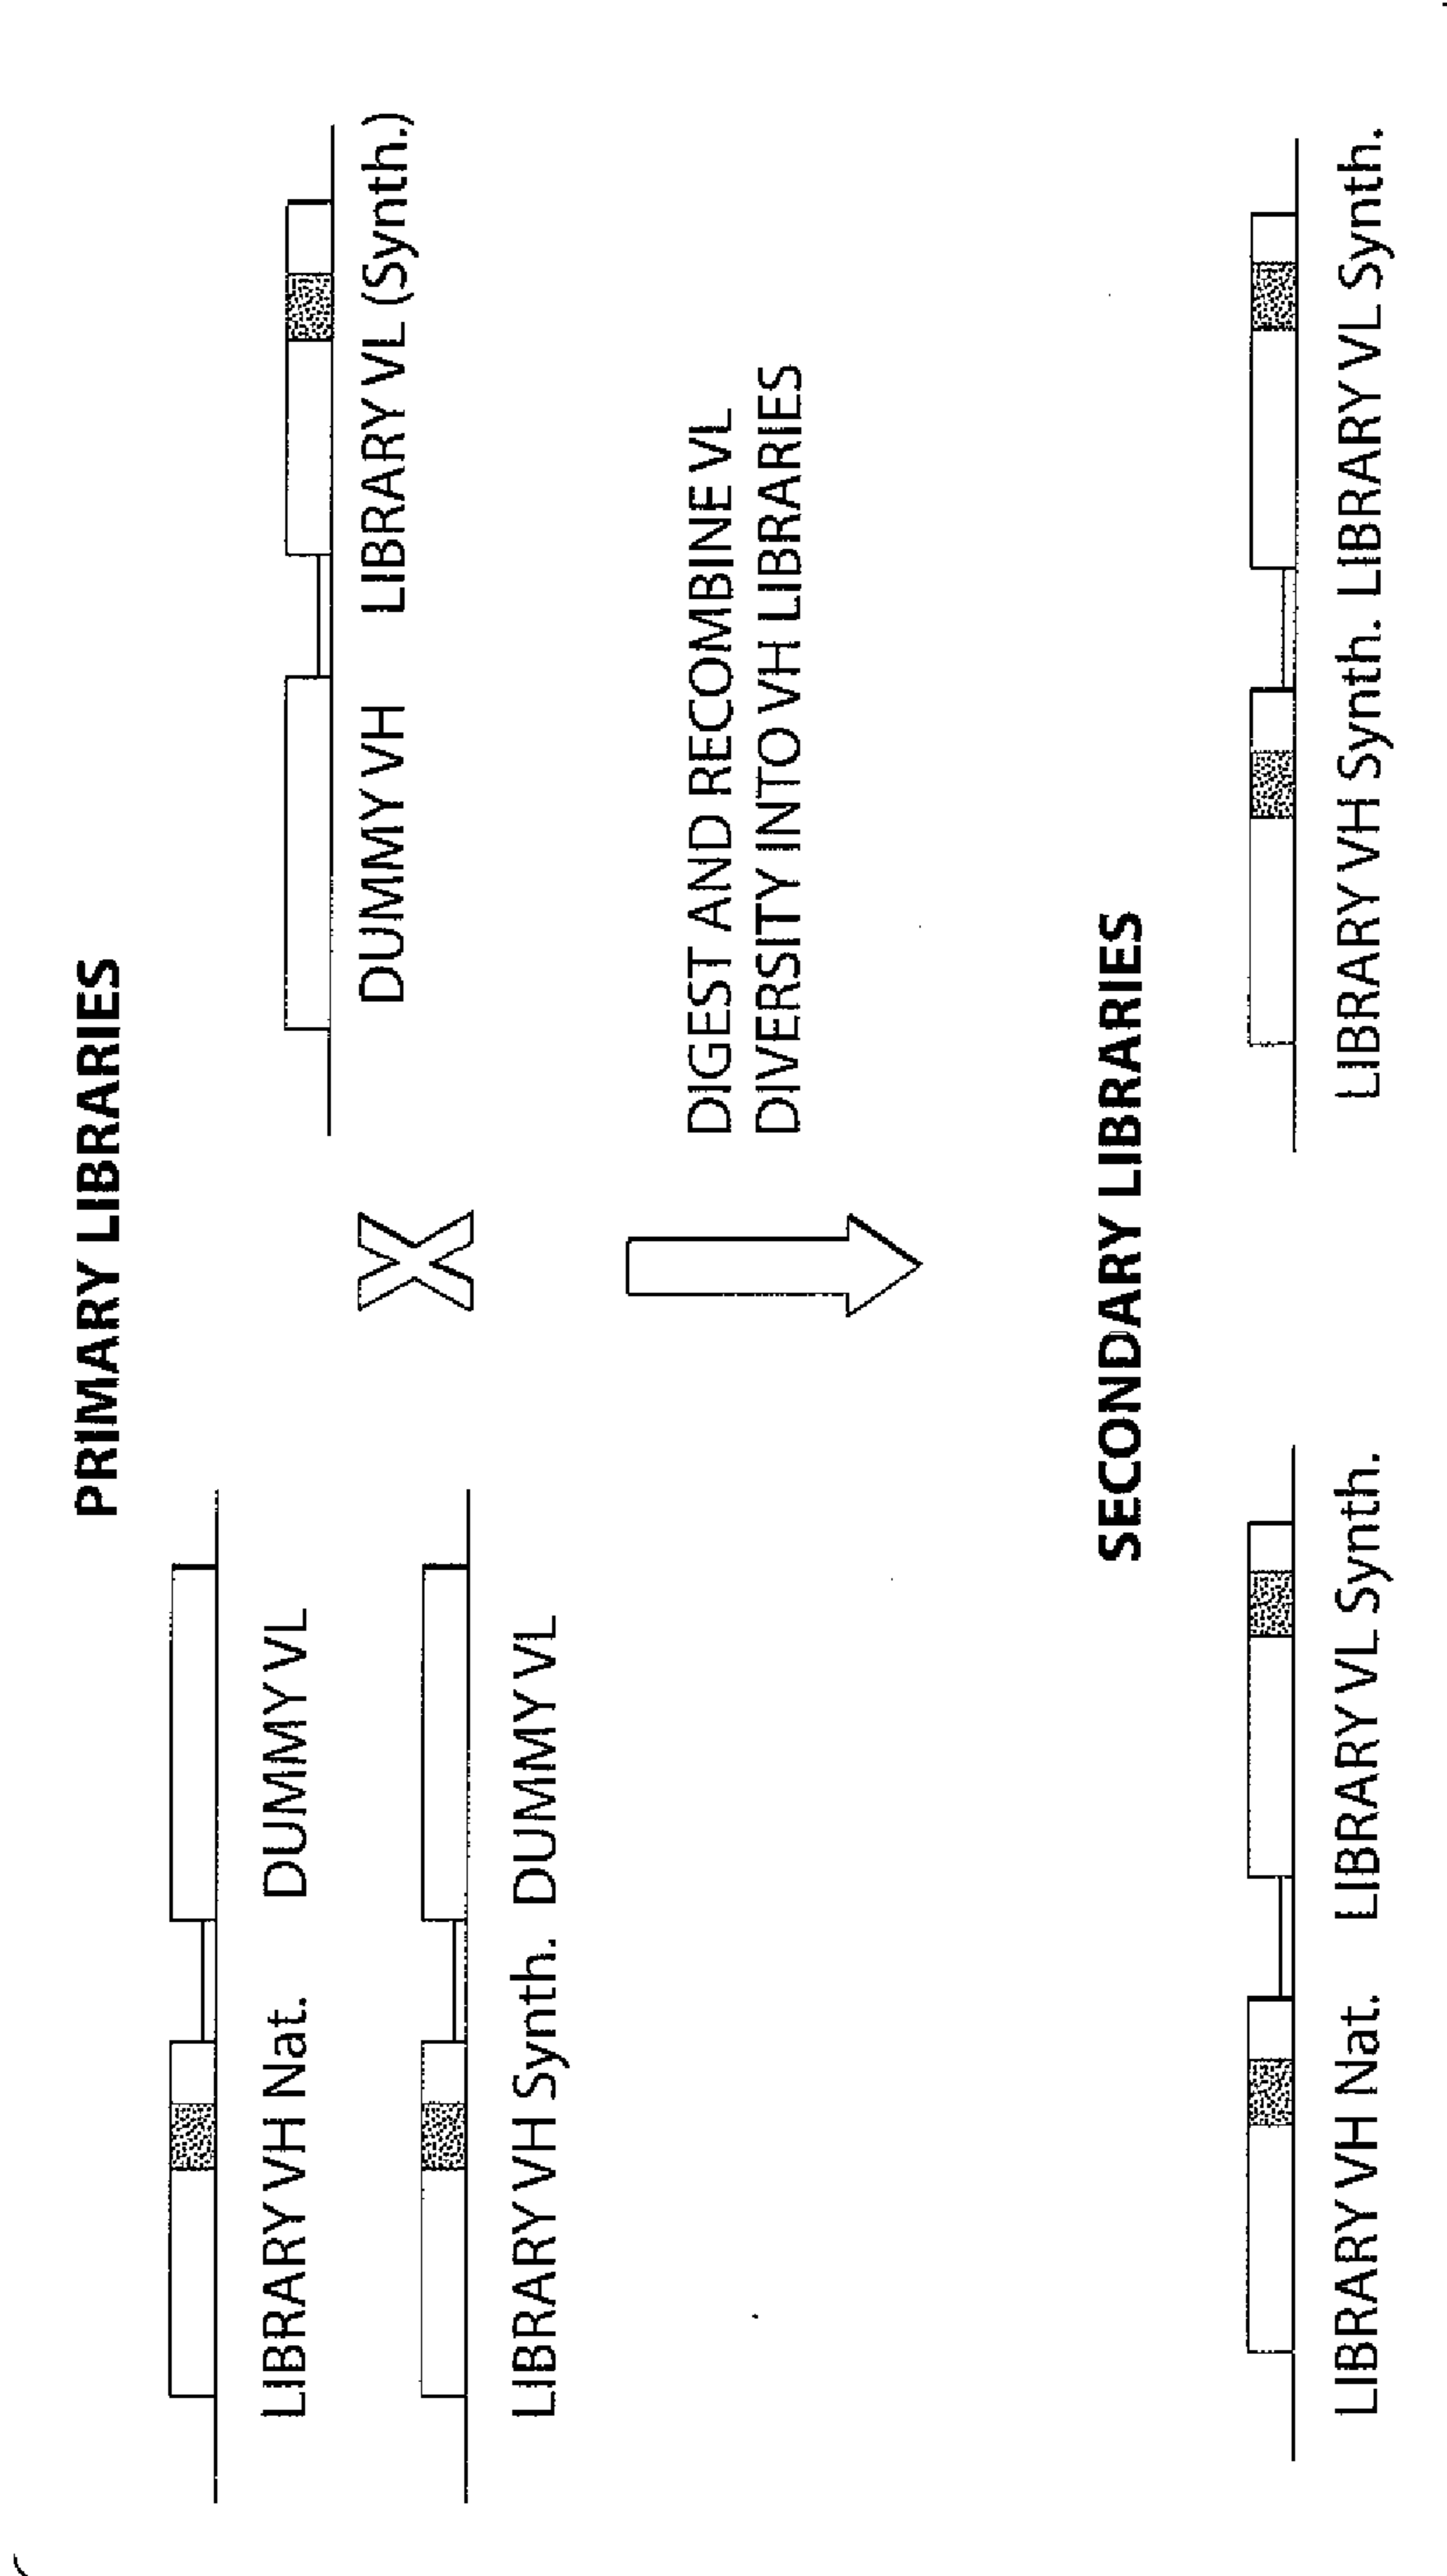 PRIMARY LIBRARIES
LIBRARY VH Nat. DUMMY VL
LIBRARY VH Synth. DUMMY VL
X
DUMMY VH LIBRARY VL (Synth.)
DIGEST AND RECOMBINE VL
DIVERSITY INTO VH LIBRARIES
SECONDARY LIBRARIES
LIBRARY VH Nat. LIBRARY VL Synth.
LIBRARY VH Synth. LIBRARY VL Synth.